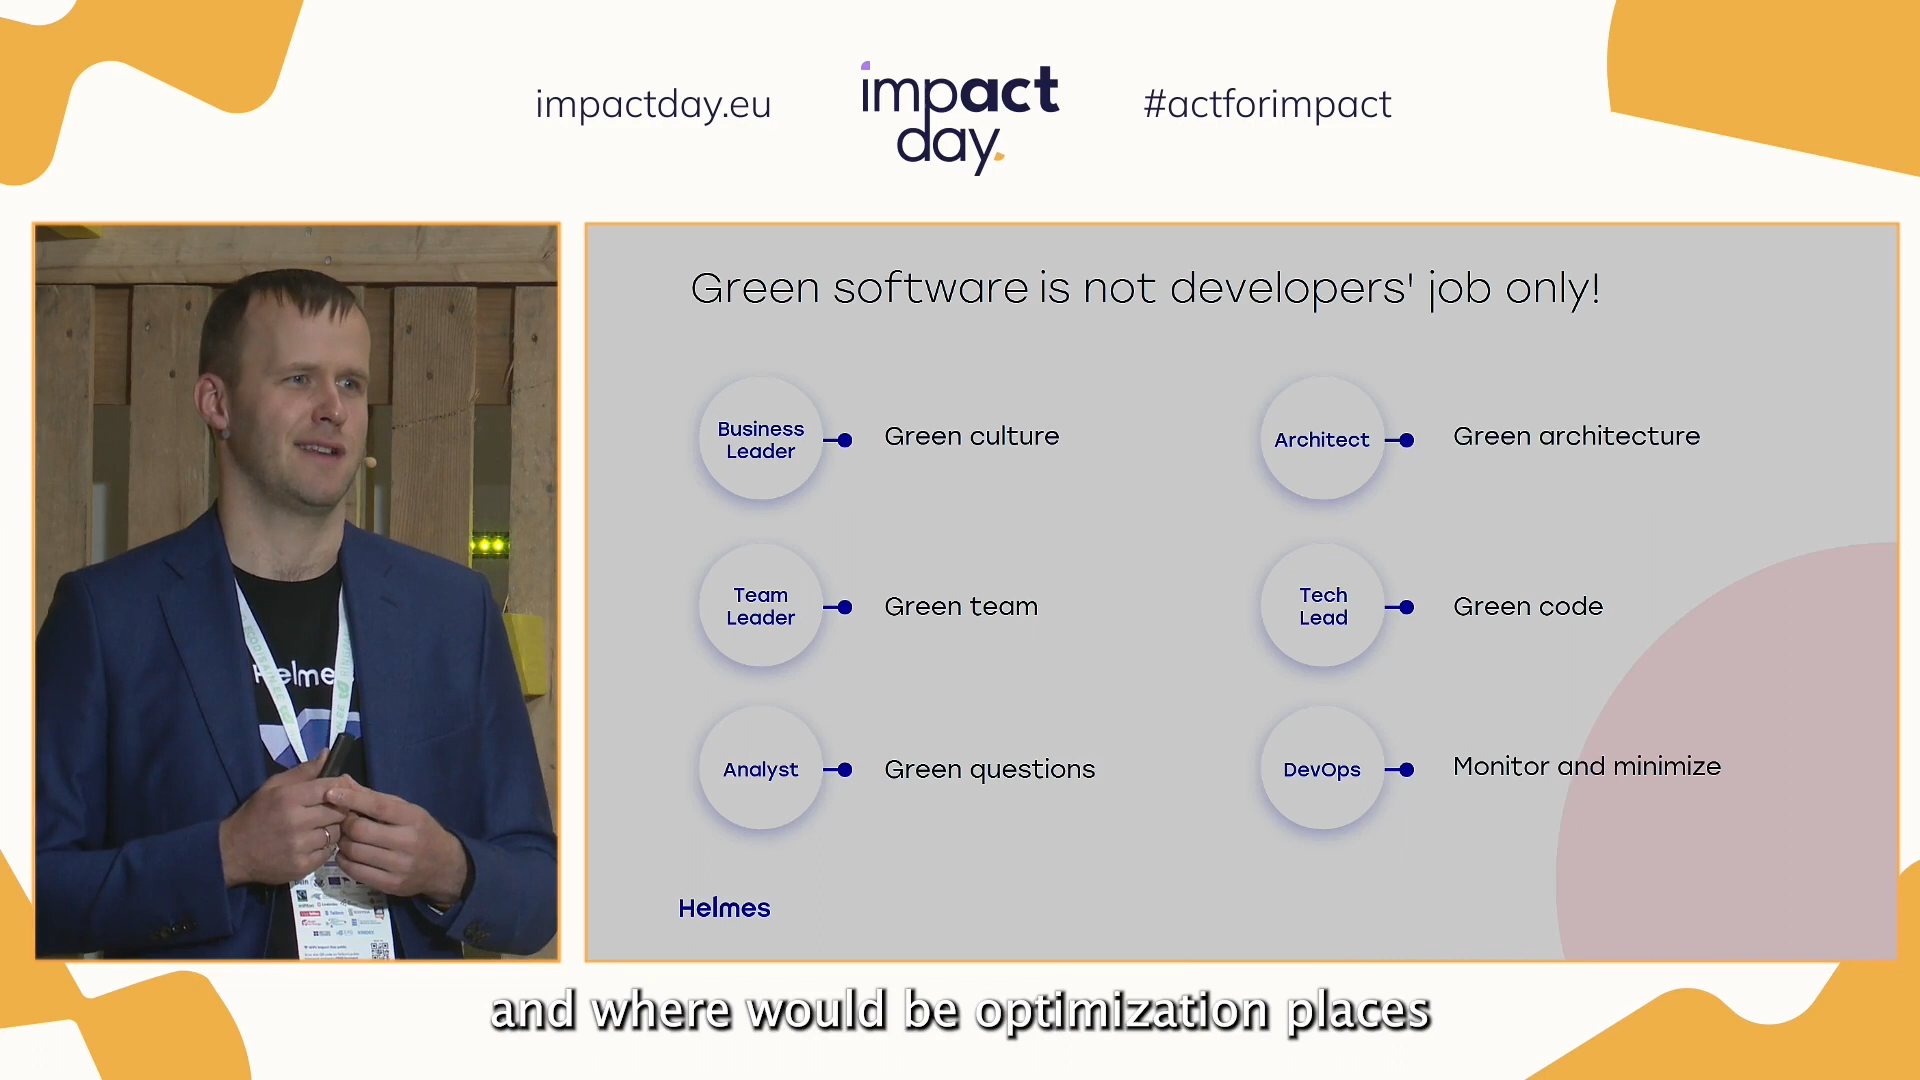 impactday.eu
impact
day.
#actforimpact
Green software is not developers' job only!
Business
Leader
Green culture
Architect
Green architecture
Team
Leader
Green team
Tech
Lead
Green code
Analyst
Green questions
DevOps
Monitor and minimize
Helmes
and where would be optimization places